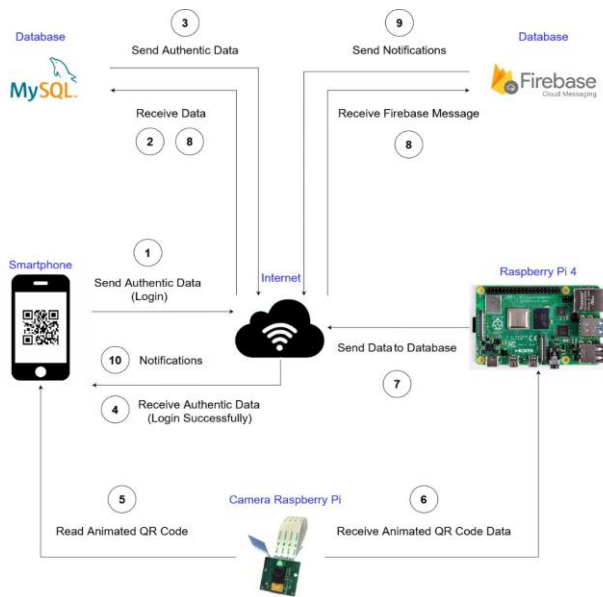 3
9
Database
Send Authentic Data
Send Notifications
Database
MySQL
Firebase
Cloud Messaging
Receive Data
Receive Firebase Message
2
8
8
1
Smartphone
Internet
Raspberry Pi 4
Send Authentic Data
(Login)
10
Notifications
Send Data to Database
4
Receive Authentic Data
(Login Successfully)
7
5
Camera Raspberry Pi
6
Read Animated QR Code
Receive Animated QR Code Data